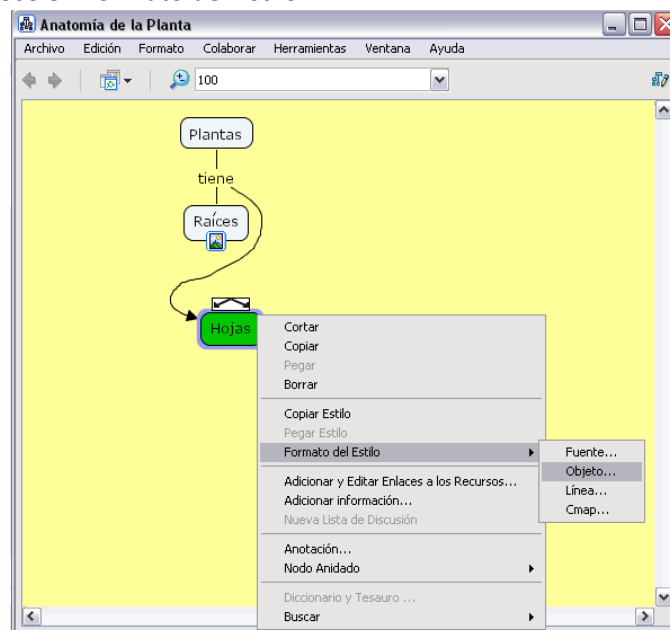 Anatomía de la Planta
Archivo Edición Formato Colaborar Herramientas Ventana Ayuda
100
Plantas
tiene
Raíces
Hojas
Cortar
Copiar
Pegar
Borrar
Copiar Estilo
Pegar Estilo
Formato del Estilo
Fuente...
Objeto...
Línea...
Cmap...
Adicionar y Editar Enlaces a los Recursos...
Adicionar información...
Nueva Lista de Discusión
Anotación...
Nodo Anidado
Diccionario y Tesauro ...
Buscar